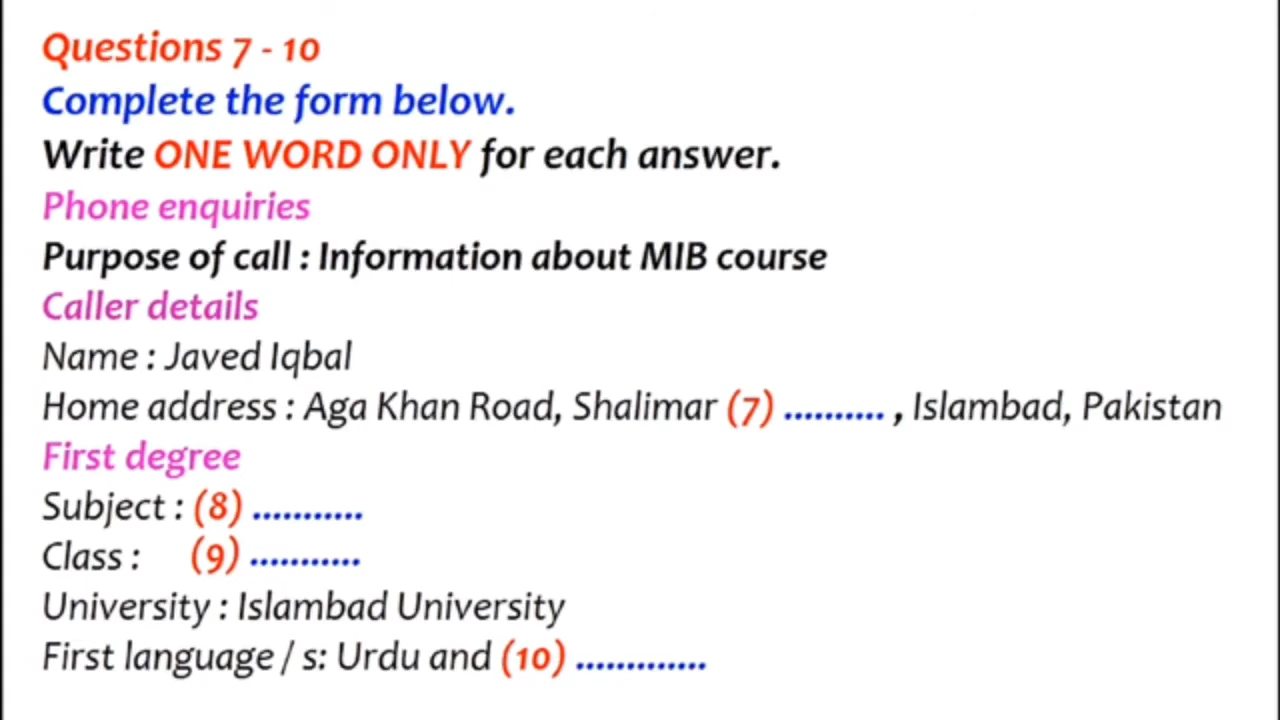 Questions 7 - 10
Complete the form below.
Write ONE WORD ONLY for each answer.
Phone enquiries
Purpose of call : Information about MIB course
Caller details
Name : Javed Iqbal
Home address : Aga Khan Road, Shalimar (7) .......... , Islambad, Pakistan
First degree
Subject : (8) ...........
Class : (9) ...........
University : Islambad University
First language / s: Urdu and (10) .............